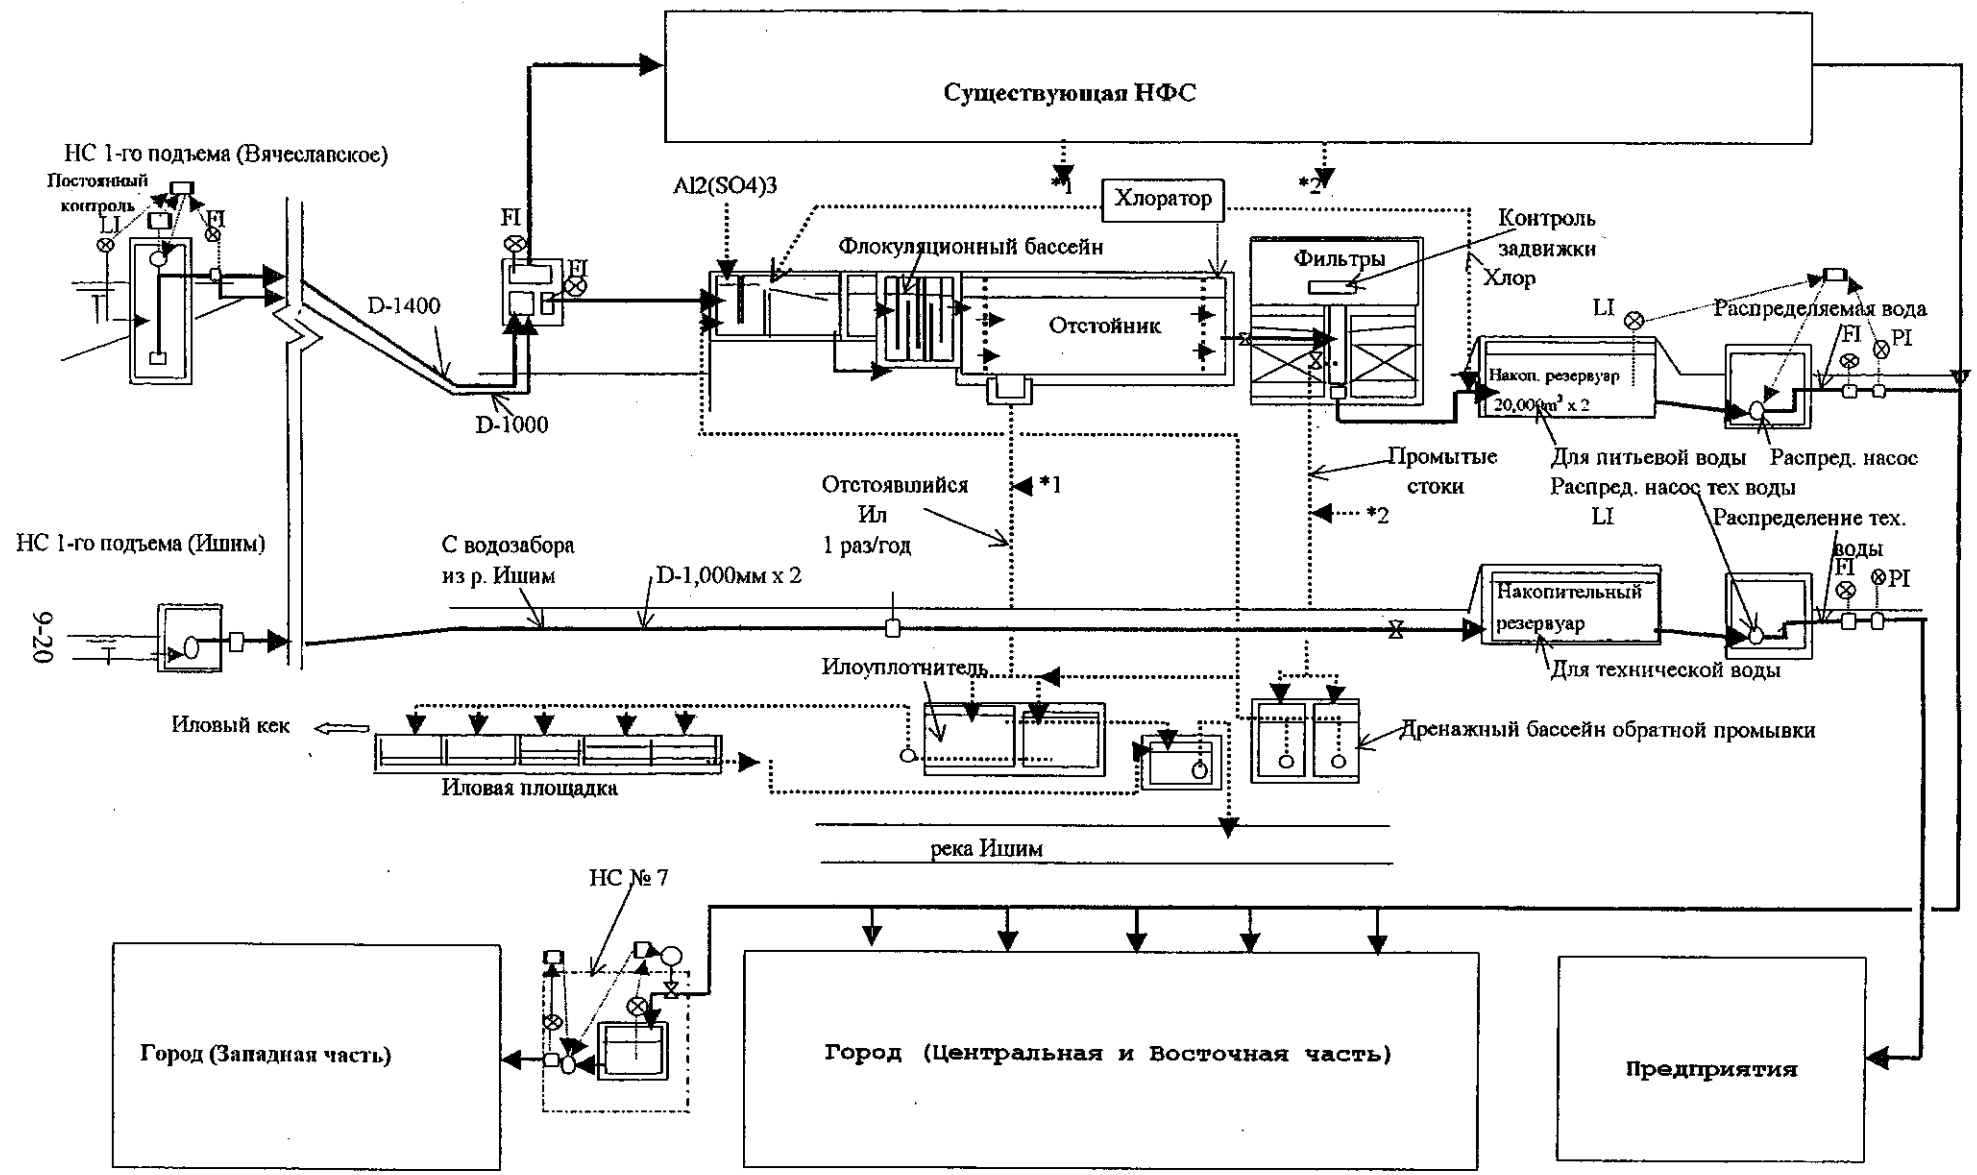 Существующая НФС
НС 1-го подъема (Вячеславское)
Постоянный
контроль
LI
FI
Al2(SO4)3
*1
*2
Хлоратор
FI
FI
Флокуляционный бассейн
Фильтры
Контроль
задвижки
Хлор
D-1400
D-1000
Отстойник
LI
Распределяемая вода
FI
PI
Накоп. резервуар
20,000m³ x 2
Для питьевой воды
Распред. насос
Распред. насос тех воды
LI
Распределение тех.
воды
FI
PI
Промытые
стоки
*2
Отстоявшийся
Ил
1 раз/год
*1
НС 1-го подъема (Ишим)
С водозабора
из р. Ишим
D-1,000мм x 2
Накопительный
резервуар
Для технической воды
9-20
Илоуплотнитель
Иловый кек
Иловая площадка
Дренажный бассейн обратной промывки
река Ишим
НС № 7
Город (Западная часть)
Город (Центральная и Восточная часть)
Предприятия